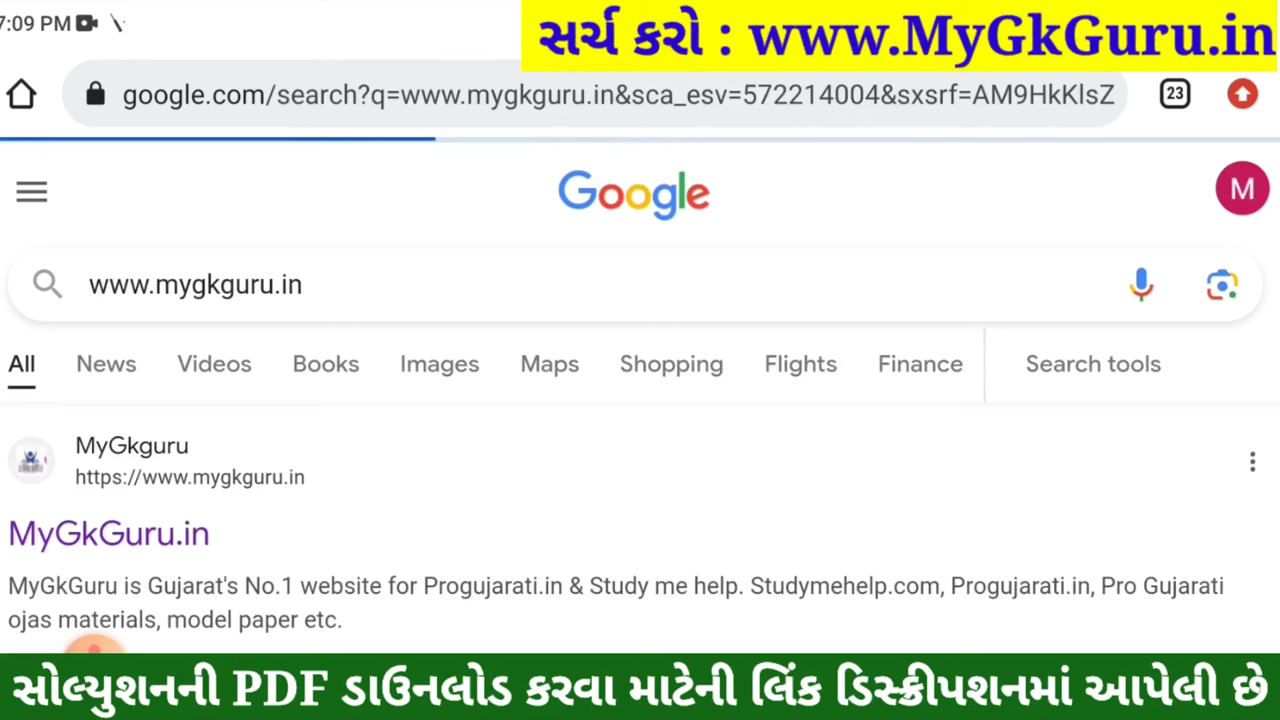 7:09 PM
સર્ચ કરો : www.MyGkGuru.in
google.com/search?q=www.mygkguru.in&sca_esv=572214004&sxsrf=AM9HkKlsZ
23
Google
M
www.mygkguru.in
All News Videos Books Images Maps Shopping Flights Finance Search tools
MyGkguru
https://www.mygkguru.in
MyGkGuru.in
MyGkGuru is Gujarat's No.1 website for Progujarati.in & Study me help. Studymehelp.com, Progujarati.in, Pro Gujarati
ojas materials, model paper etc.
સોલ્યુશનની PDF ડાઉનલોડ કરવા માટેની લિંક ડિસ્ક્રીપશનમાં આપેલી છે